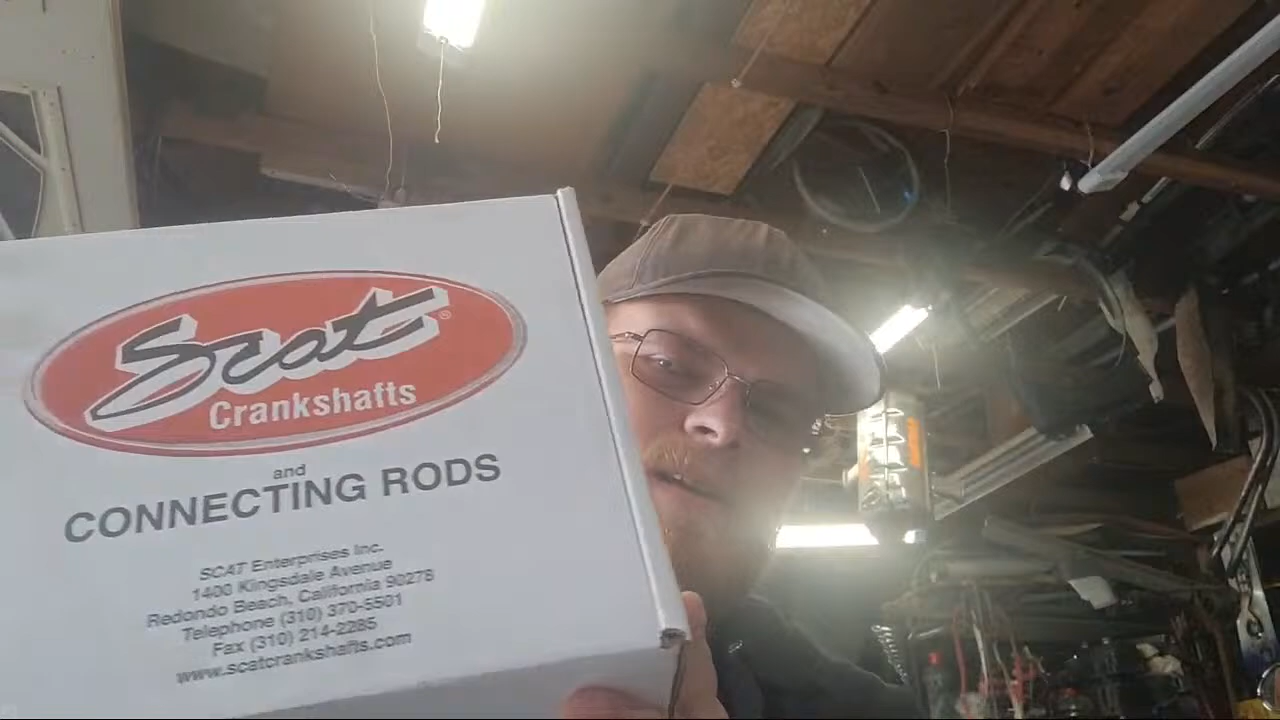 Scat®
Crankshafts
and
CONNECTING RODS
SCAT Enterprises Inc.
1400 Kingsdale Avenue
Redondo Beach, California 90278
Telephone (310) 370-5501
Fax (310) 214-2285
www.scatcrankshafts.com